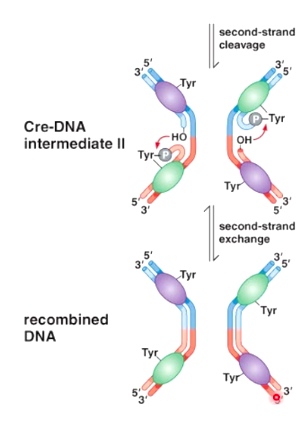 second-strand
cleavage
3'
5'
Tyr
3'
5'
P
Tyr
Cre-DNA
intermediate II
HO
OH
Tyr
P
Tyr
5'
3'
5'
3'
second-strand
exchange
3'
5'
Tyr
3'
5'
Tyr
recombined
DNA
Tyr
Tyr
5'
3'
3'